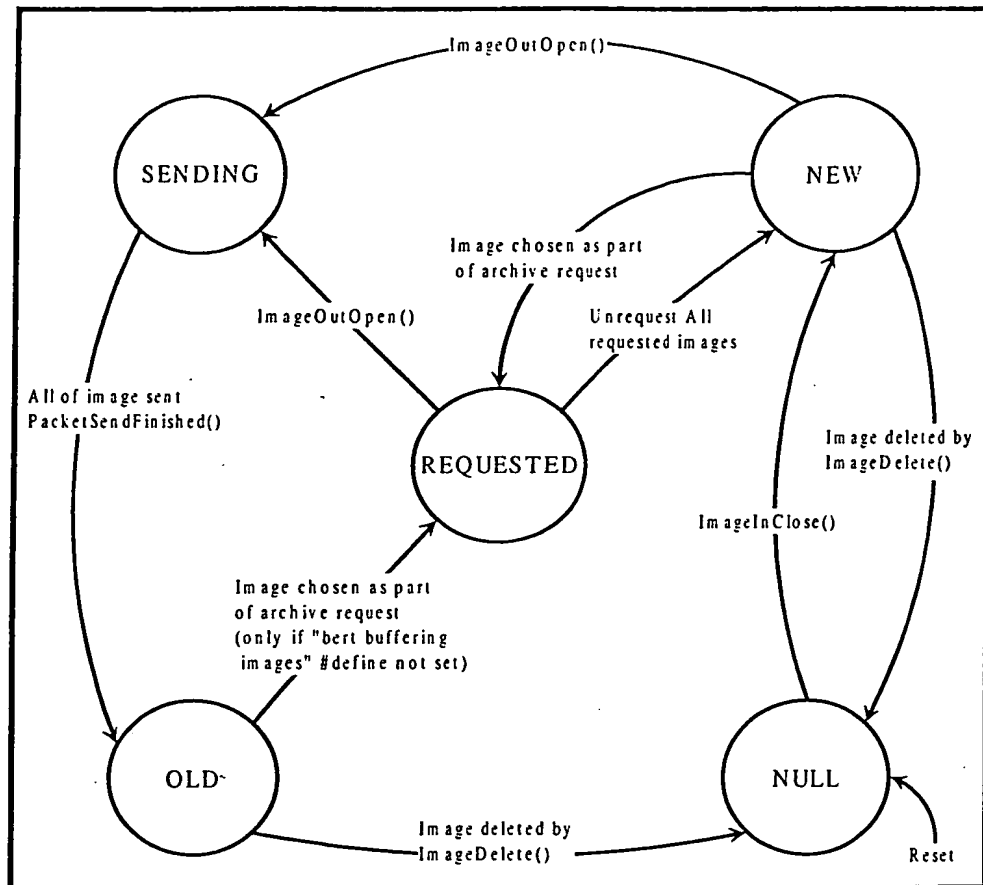 ImageOutOpen()
SENDING
NEW
Image chosen as part
of archive request
ImageOutOpen()
Unrequest All
requested images
All of image sent
PacketSendFinished()
REQUESTED
Image deleted by
ImageDelete()
ImageInClose()
Image chosen as part
of archive request
(only if "bert buffering
images" #define not set)
OLD
NULL
Image deleted by
ImageDelete()
Reset